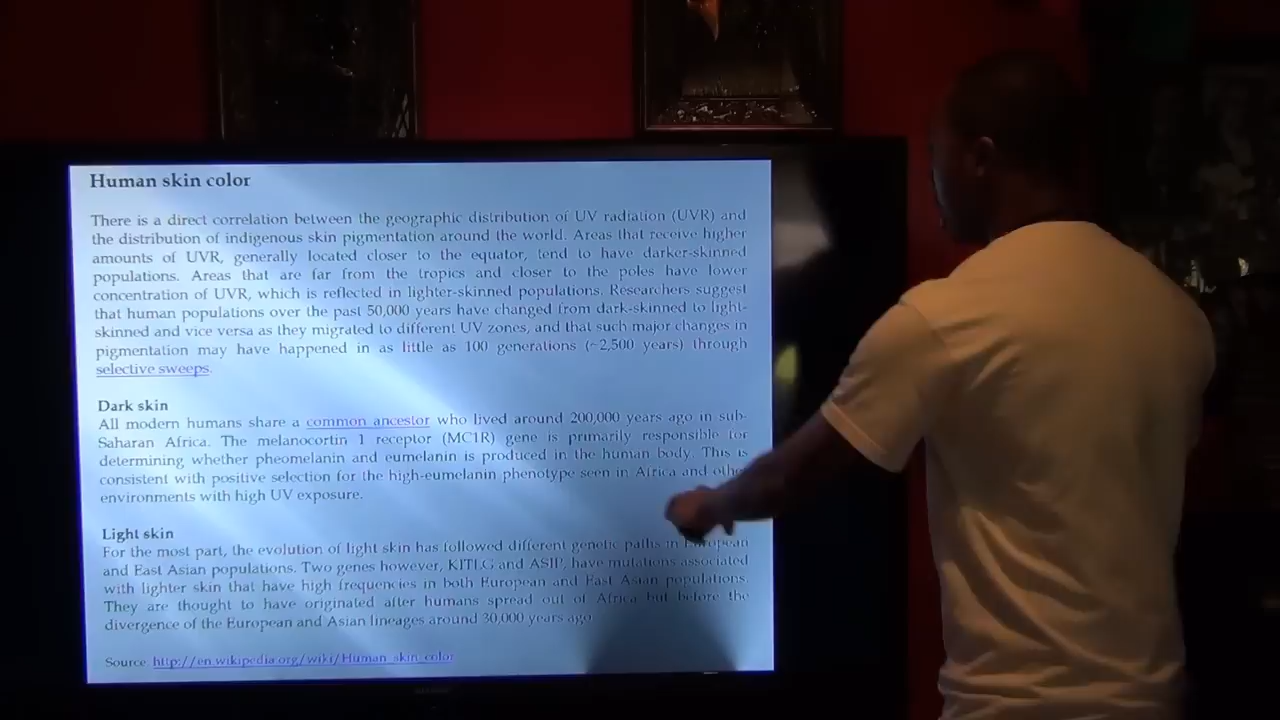 Human skin color
There is a direct correlation between the geographic distribution of UV radiation (UVR) and
the distribution of indigenous skin pigmentation around the world. Areas that receive higher
amounts of UVR, generally located closer to the equator, tend to have darker-skinned
populations. Areas that are far from the tropics and closer to the poles have lower
concentration of UVR, which is reflected in lighter-skinned populations. Researchers suggest
that human populations over the past 50,000 years have changed from dark-skinned to light-
skinned and vice versa as they migrated to different UV zones, and that such major changes in
pigmentation may have happened in as little as 100 generations (~2,500 years) through
selective sweeps.
Dark skin
All modern humans share a common ancestor who lived around 200,000 years ago in sub-
Saharan Africa. The melanocortin 1 receptor (MC1R) gene is primarily responsible for
determining whether pheomelanin and eumelanin is produced in the human body. This is
consistent with positive selection for the high-eumelanin phenotype seen in Africa and other
environments with high UV exposure.
Light skin
For the most part, the evolution of light skin has followed different genetic paths in European
and East Asian populations. Two genes however, KITLG and ASIP, have mutations associated
with lighter skin that have high frequencies in both European and East Asian populations.
They are thought to have originated after humans spread out of Africa but before the
divergence of the European and Asian lineages around 30,000 years ago
Source: http://en.wikipedia.org/wiki/Human_skin_color